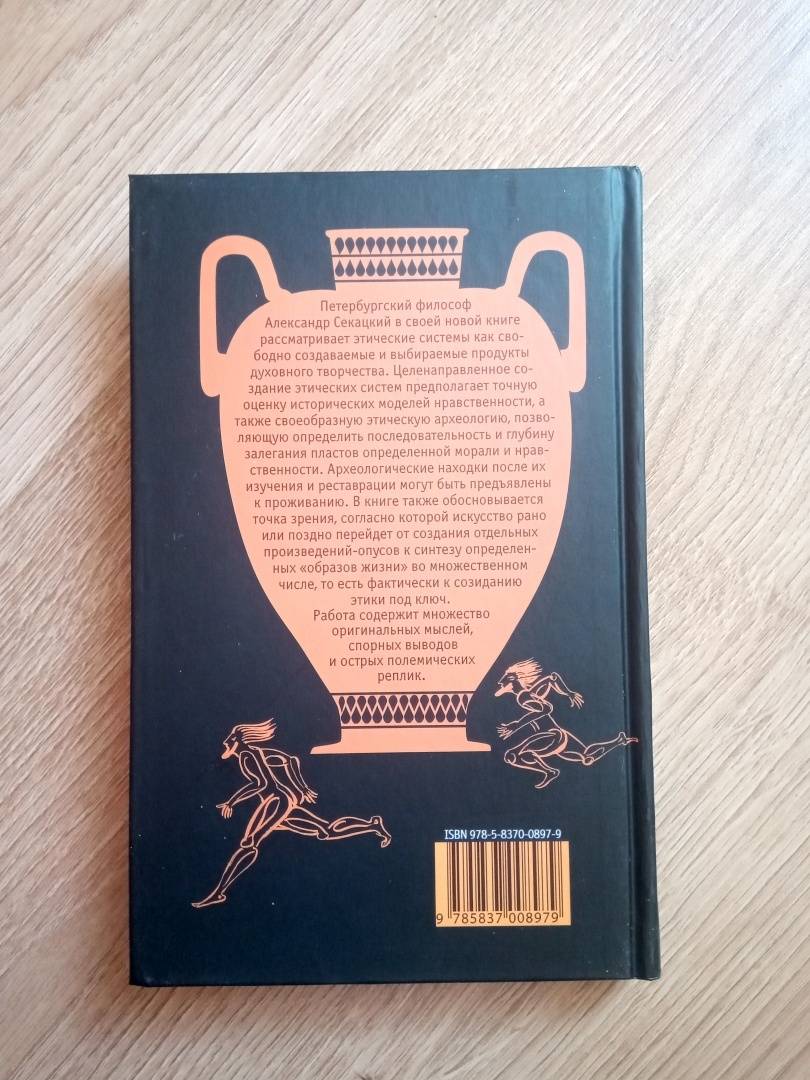 Петербургский философ
Александр Секацкий в своей новой книге
рассматривает этические системы как сво-
бодно создаваемые и выбираемые продукты
духовного творчества. Целенаправленное со-
здание этических систем предполагает точную
оценку исторических моделей нравственности, а
также своеобразную этическую археологию, позво-
ляющую определить последовательность и глубину
залегания пластов определенной морали и нрав-
ственности. Археологические находки после их
изучения и реставрации могут быть предъявлены
к проживанию. В книге также обосновывается
точка зрения, согласно которой искусство рано
или поздно перейдет от создания отдельных
произведений-опусов к синтезу определен-
ных «образов жизни» во множественном
числе, то есть фактически к созиданию
этики под ключ.
Работа содержит множество
оригинальных мыслей,
спорных выводов
и острых полемических
реплик.
ISBN 978-5-8370-0897-9
9 785837 008979